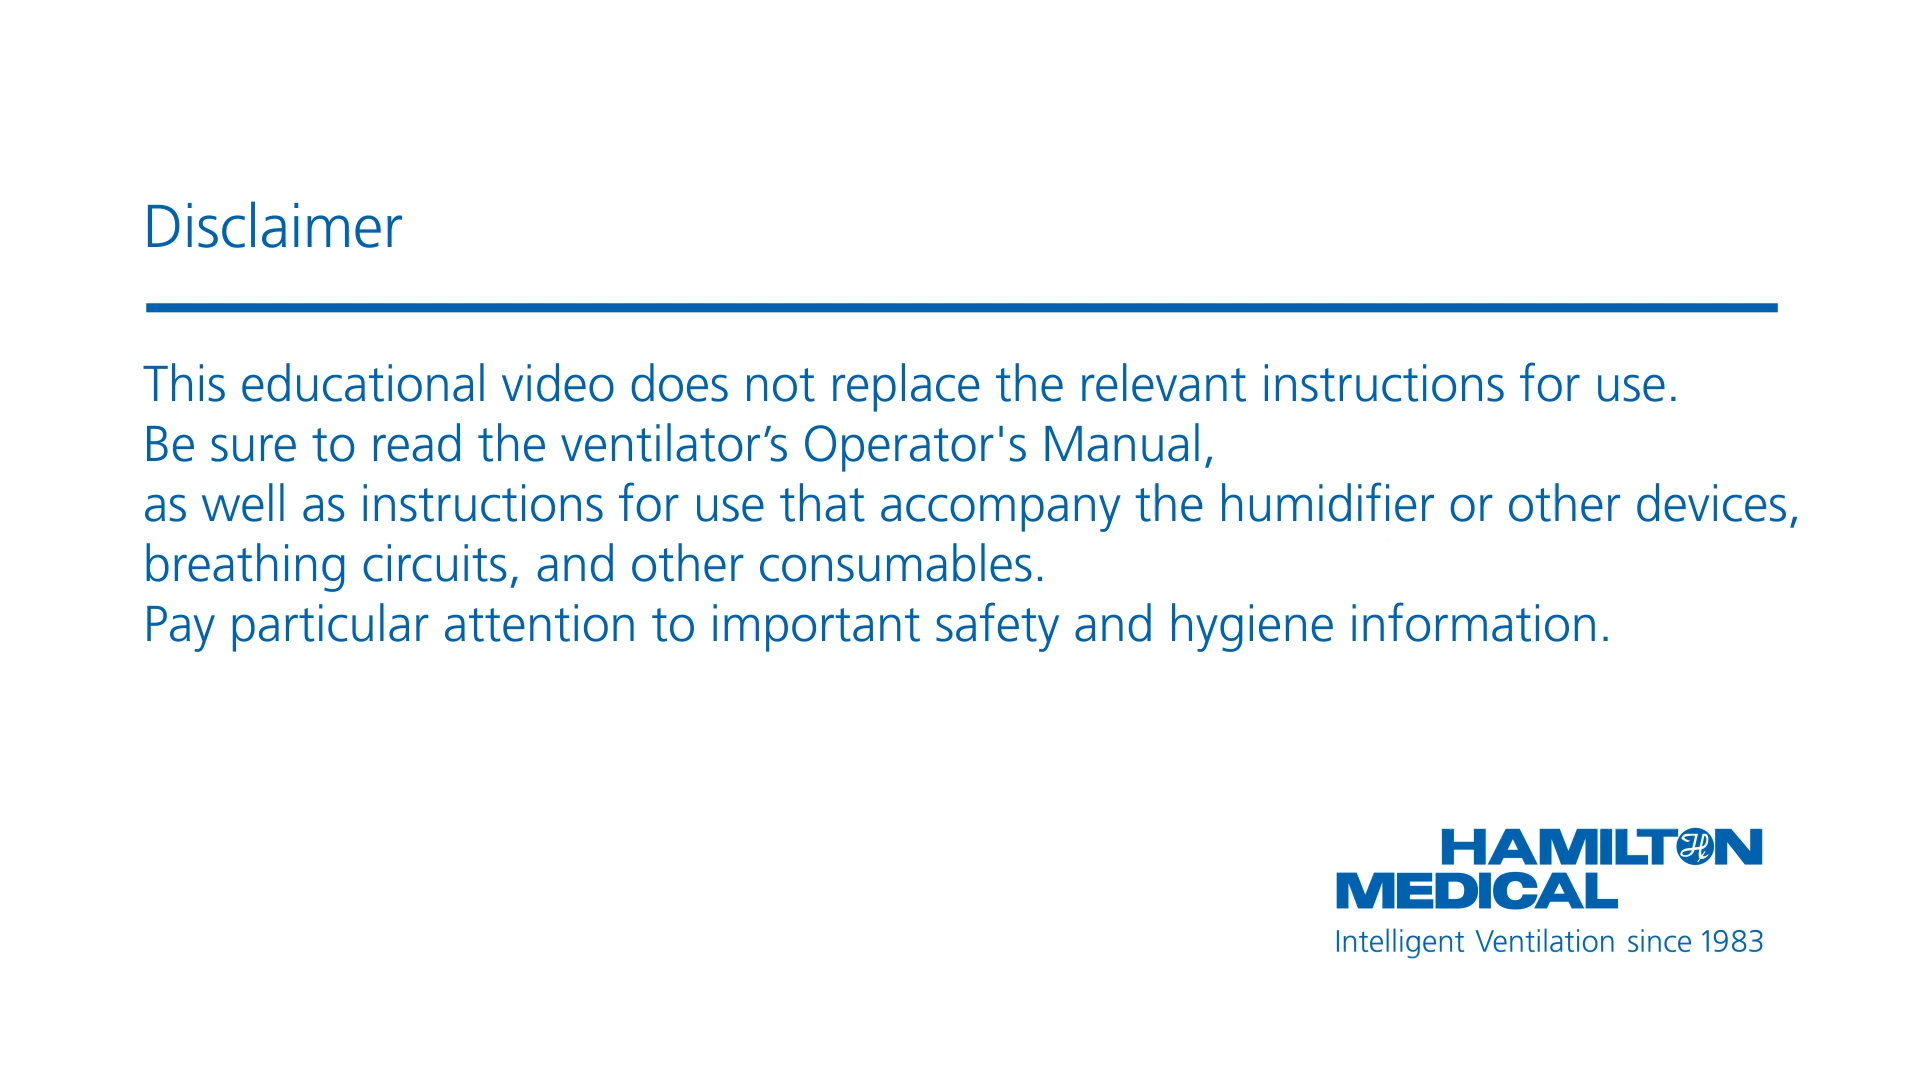 Disclaimer
This educational video does not replace the relevant instructions for use.
Be sure to read the ventilator’s Operator's Manual,
as well as instructions for use that accompany the humidifier or other devices,
breathing circuits, and other consumables.
Pay particular attention to important safety and hygiene information.
HAMILTON
MEDICAL
Intelligent Ventilation since 1983